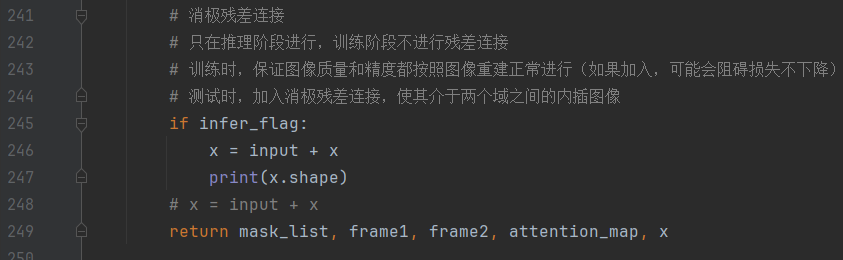 241 # 消极残差连接
242 # 只在推理阶段进行，训练阶段不进行残差连接
243 # 训练时，保证图像质量和精度都按照图像重建正常进行（如果加入，可能会阻碍损失不下降）
244 # 测试时，加入消极残差连接，使其介于两个域之间的内插图像
245 if infer_flag:
246 x = input + x
247 print(x.shape)
248 # x = input + x
249 return mask_list, frame1, frame2, attention_map, x
250